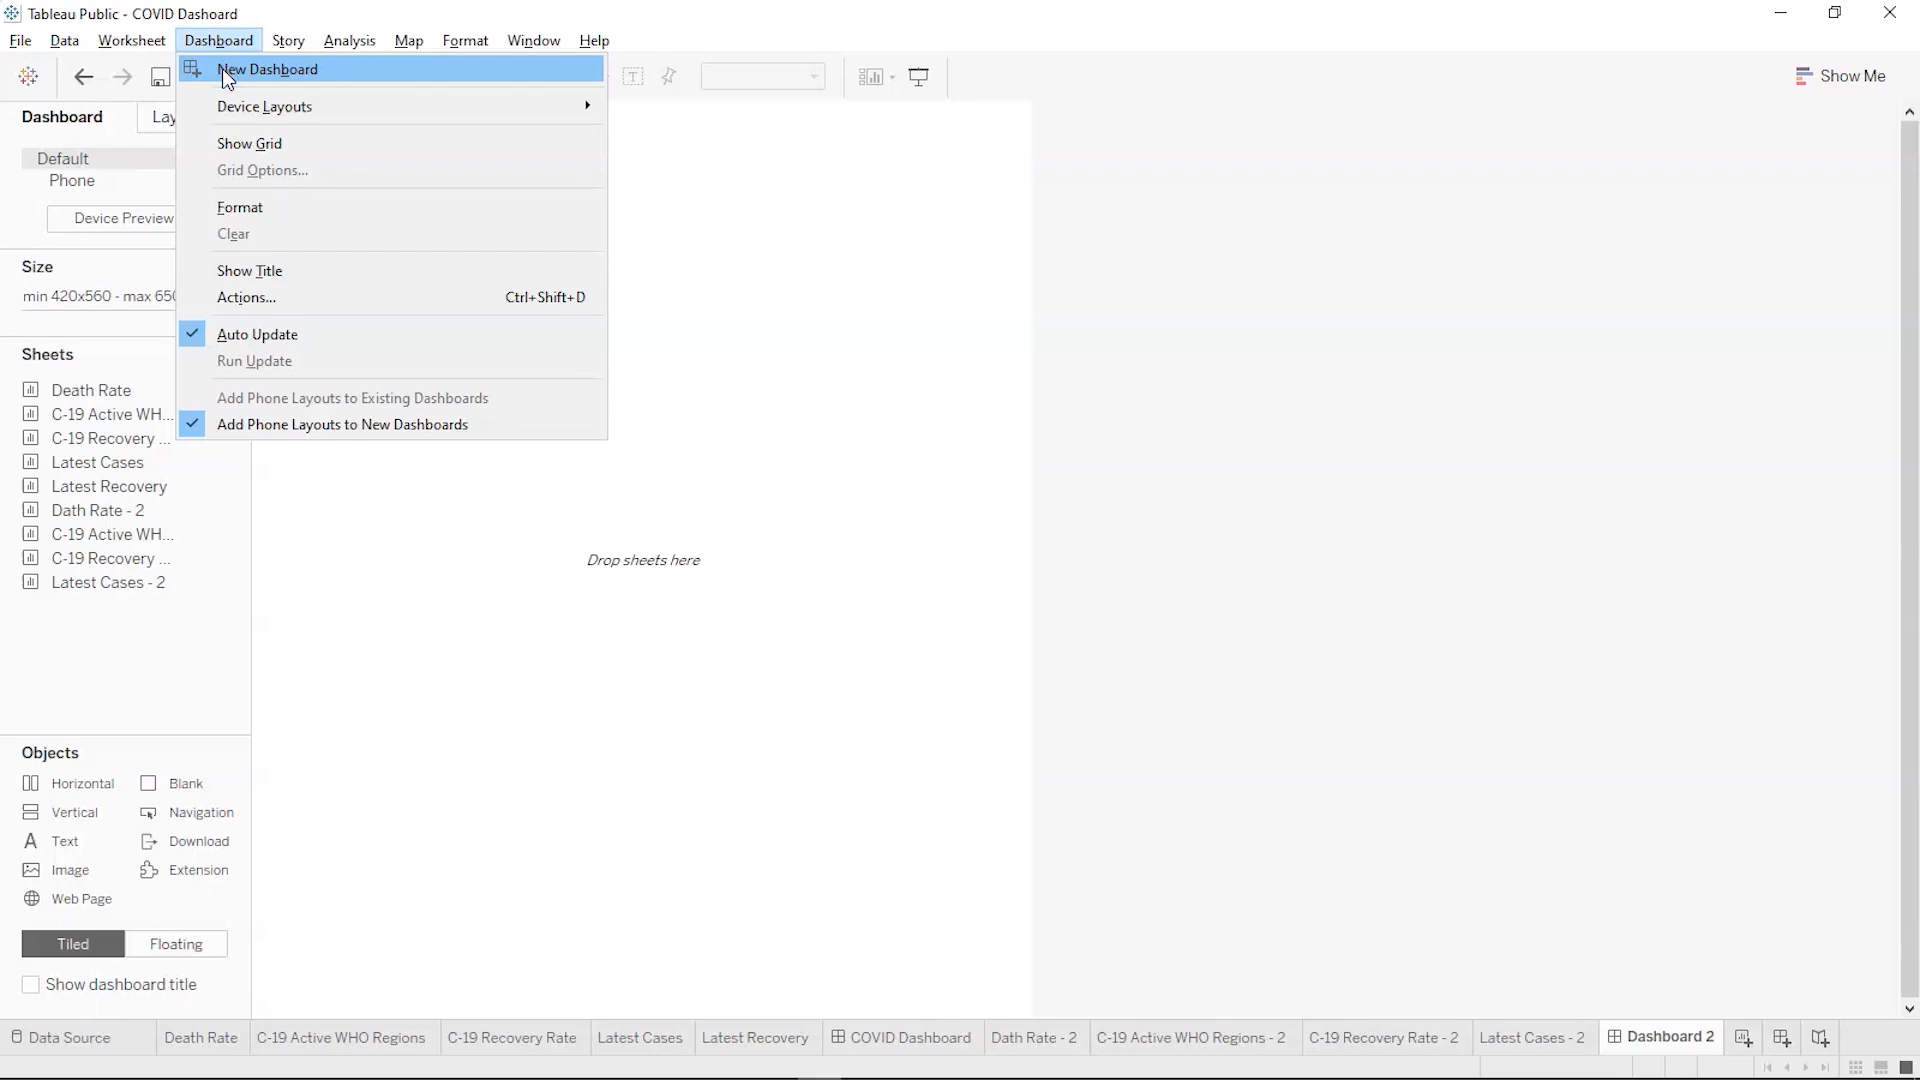 Tableau Public - COVID Dashoard
File Data Worksheet Dashboard Story Analysis Map Format Window Help
New Dashboard
Show Me
Device Layouts
Show Grid
Grid Options...
Format
Clear
Show Title
Actions... Ctrl+Shift+D
Auto Update
Run Update
Add Phone Layouts to Existing Dashboards
Add Phone Layouts to New Dashboards
Dashboard Lay
Default
Phone
Device Preview
Size
min 420x560 - max 650
Sheets
Death Rate
C-19 Active WH...
C-19 Recovery ...
Latest Cases
Latest Recovery
Dath Rate - 2
C-19 Active WH...
C-19 Recovery ...
Latest Cases - 2
Drop sheets here
Objects
Horizontal Blank
Vertical Navigation
Text Download
Image Extension
Web Page
Tiled Floating
Show dashboard title
Data Source Death Rate C-19 Active WHO Regions C-19 Recovery Rate Latest Cases Latest Recovery COVID Dashboard Dath Rate - 2 C-19 Active WHO Regions - 2 C-19 Recovery Rate - 2 Latest Cases - 2 Dashboard 2